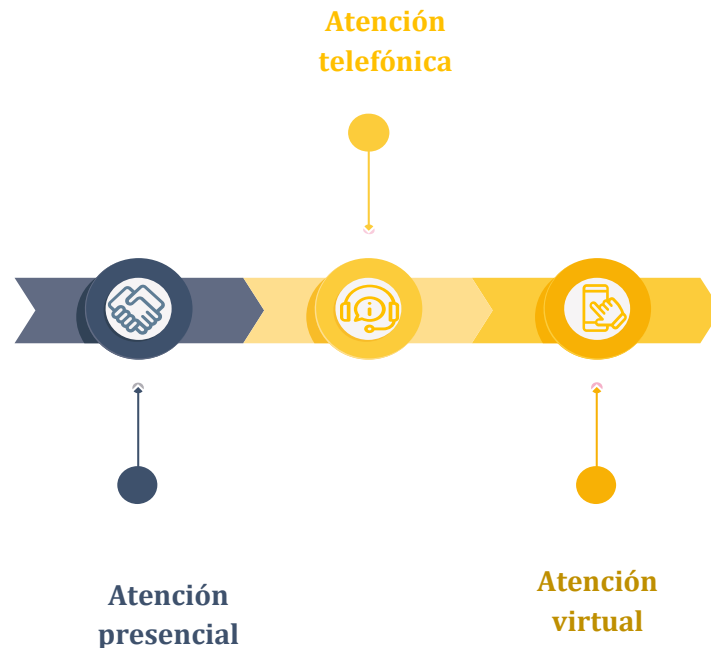 Atención
telefónica
Atención
presencial
Atención
virtual